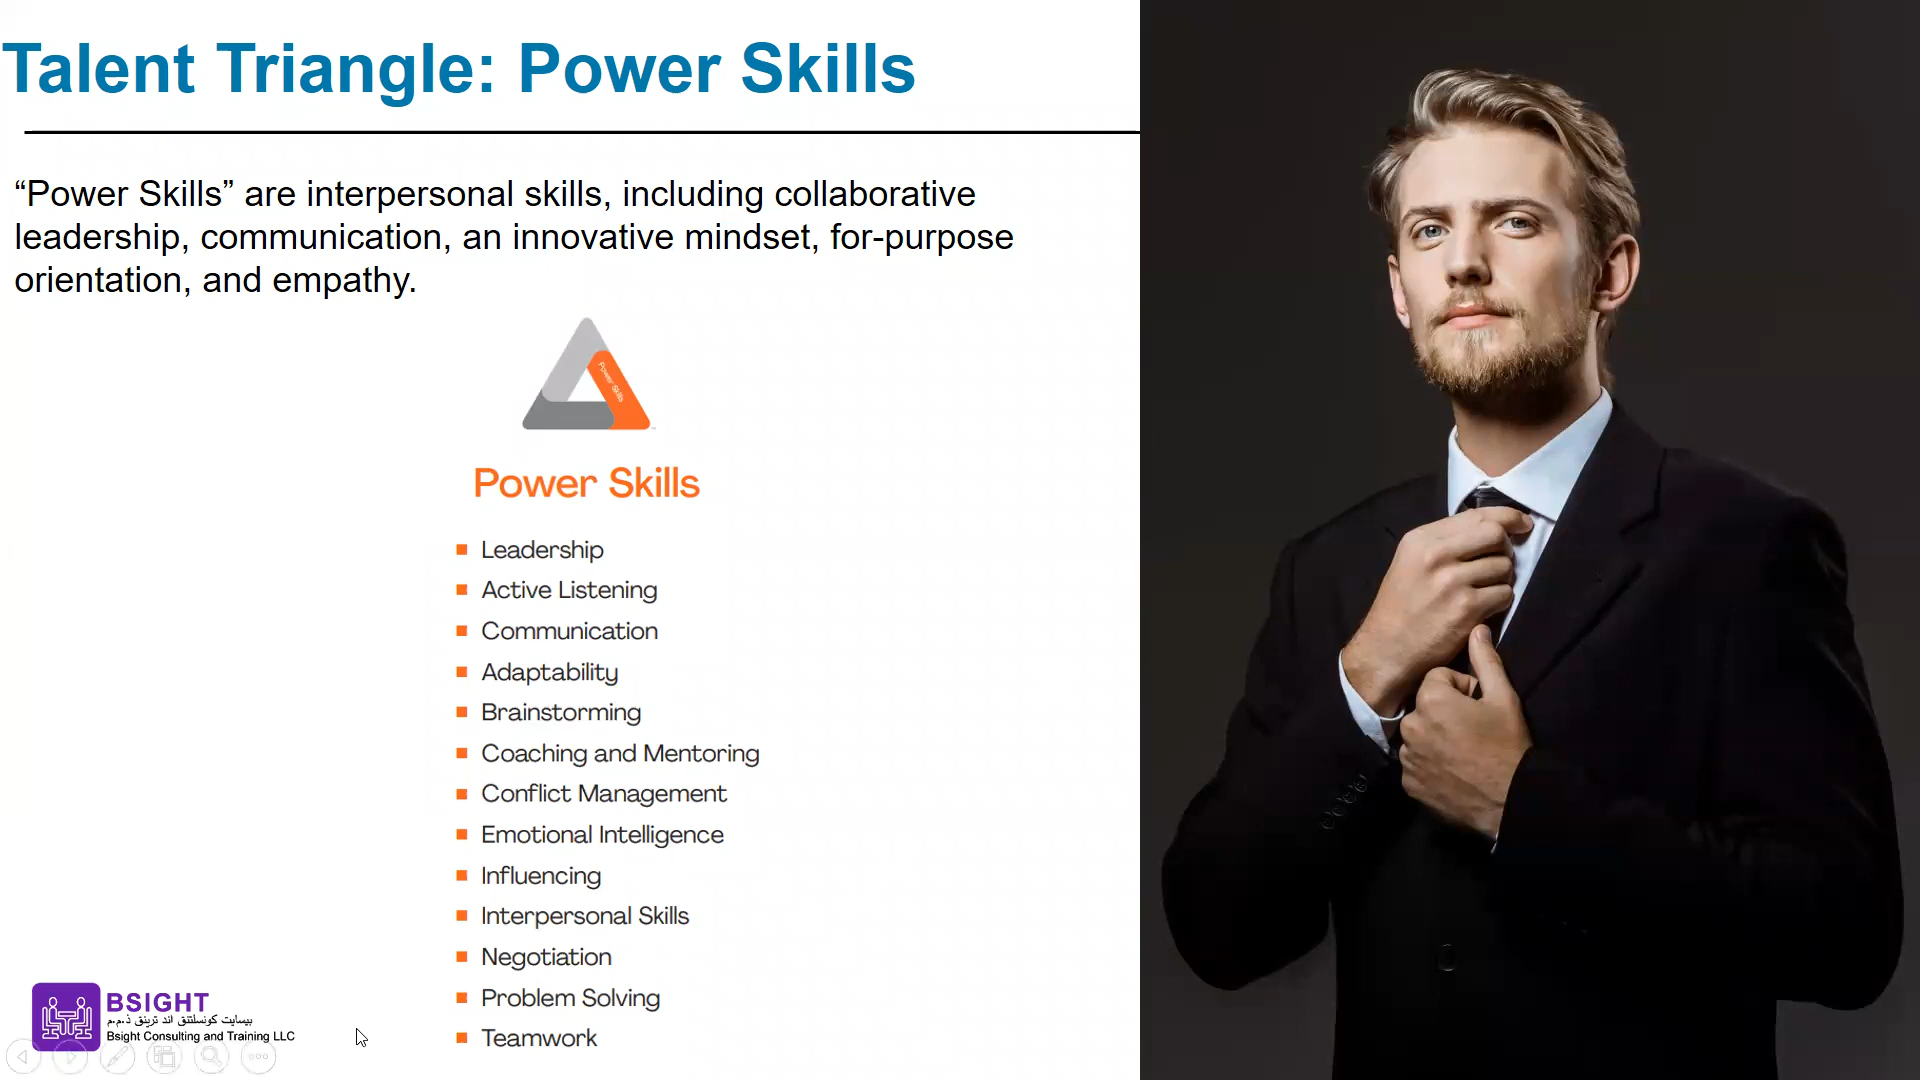 Talent Triangle: Power Skills
“Power Skills” are interpersonal skills, including collaborative
leadership, communication, an innovative mindset, for-purpose
orientation, and empathy.
Power Skills
Power Skills
Leadership
Active Listening
Communication
Adaptability
Brainstorming
Coaching and Mentoring
Conflict Management
Emotional Intelligence
Influencing
Interpersonal Skills
Negotiation
Problem Solving
Teamwork
BSIGHT
بيسايت كونسلتنق اند ترينق ذ.م.م
Bsight Consulting and Training LLC